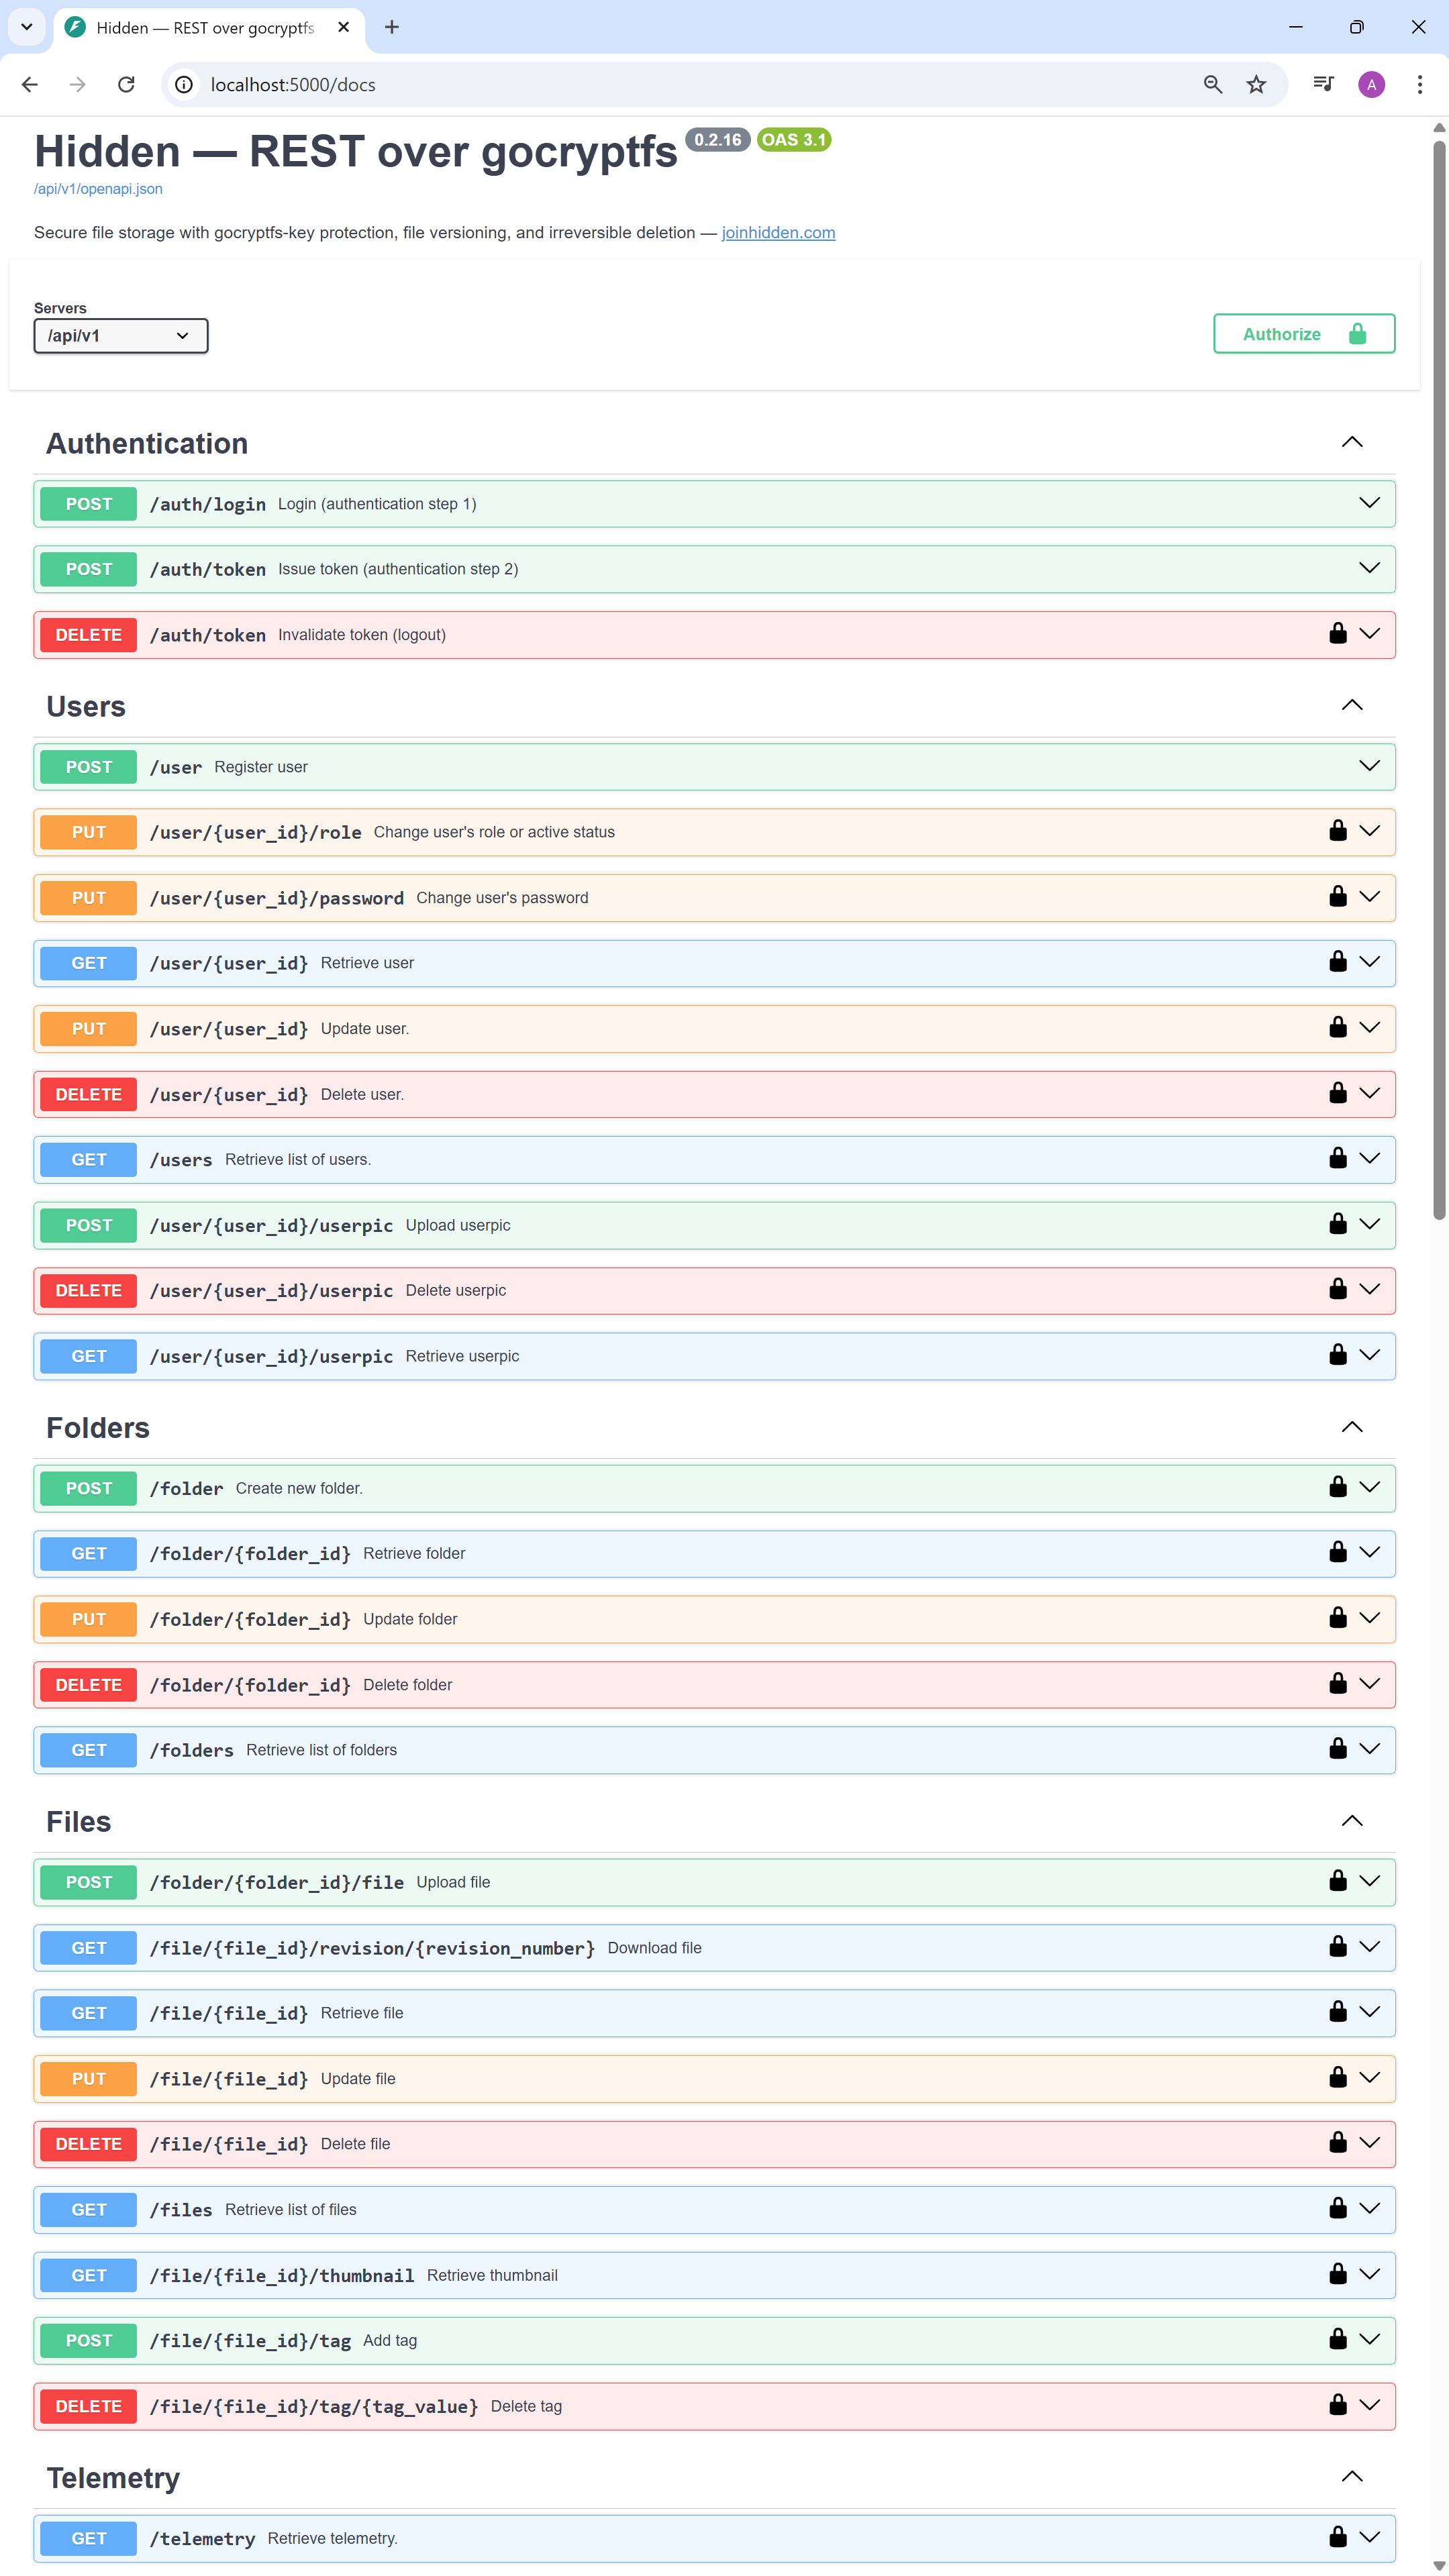 Hidden — REST over gocryptfs
localhost:5000/docs
A
Hidden — REST over gocryptfs 0.2.16 OAS 3.1
/api/v1/openapi.json
Secure file storage with gocryptfs-key protection, file versioning, and irreversible deletion — joinhidden.com
Servers
/api/v1
Authorize
Authentication
POST /auth/login Login (authentication step 1)
POST /auth/token Issue token (authentication step 2)
DELETE /auth/token Invalidate token (logout)
Users
POST /user Register user
PUT /user/{user_id}/role Change user's role or active status
PUT /user/{user_id}/password Change user's password
GET /user/{user_id} Retrieve user
PUT /user/{user_id} Update user.
DELETE /user/{user_id} Delete user.
GET /users Retrieve list of users.
POST /user/{user_id}/userpic Upload userpic
DELETE /user/{user_id}/userpic Delete userpic
GET /user/{user_id}/userpic Retrieve userpic
Folders
POST /folder Create new folder.
GET /folder/{folder_id} Retrieve folder
PUT /folder/{folder_id} Update folder
DELETE /folder/{folder_id} Delete folder
GET /folders Retrieve list of folders
Files
POST /folder/{folder_id}/file Upload file
GET /file/{file_id}/revision/{revision_number} Download file
GET /file/{file_id} Retrieve file
PUT /file/{file_id} Update file
DELETE /file/{file_id} Delete file
GET /files Retrieve list of files
GET /file/{file_id}/thumbnail Retrieve thumbnail
POST /file/{file_id}/tag Add tag
DELETE /file/{file_id}/tag/{tag_value} Delete tag
Telemetry
GET /telemetry Retrieve telemetry.